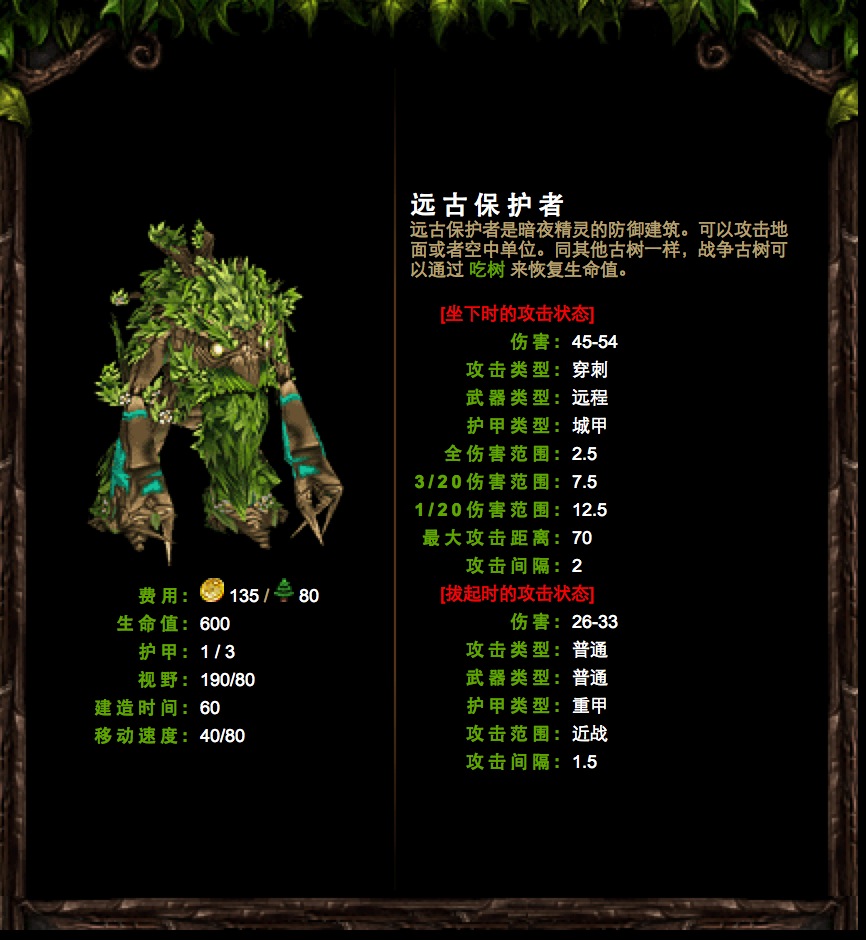 远古保护者
远古保护者是暗夜精灵的防御建筑。可以攻击地
面或者空中单位。同其他古树一样，战争古树可
以通过 吃树 来恢复生命值。
[坐下时的攻击状态]
伤害： 45-54
攻击类型： 穿刺
武器类型： 远程
护甲类型： 城甲
全伤害范围： 2.5
3/20伤害范围： 7.5
1/20伤害范围： 12.5
最大攻击距离： 70
攻击间隔： 2
[拔起时的攻击状态]
伤害： 26-33
攻击类型： 普通
武器类型： 普通
护甲类型： 重甲
攻击范围： 近战
攻击间隔： 1.5
费用： 135 / 80
生命值： 600
护甲： 1 / 3
视野： 190/80
建造时间： 60
移动速度： 40/80